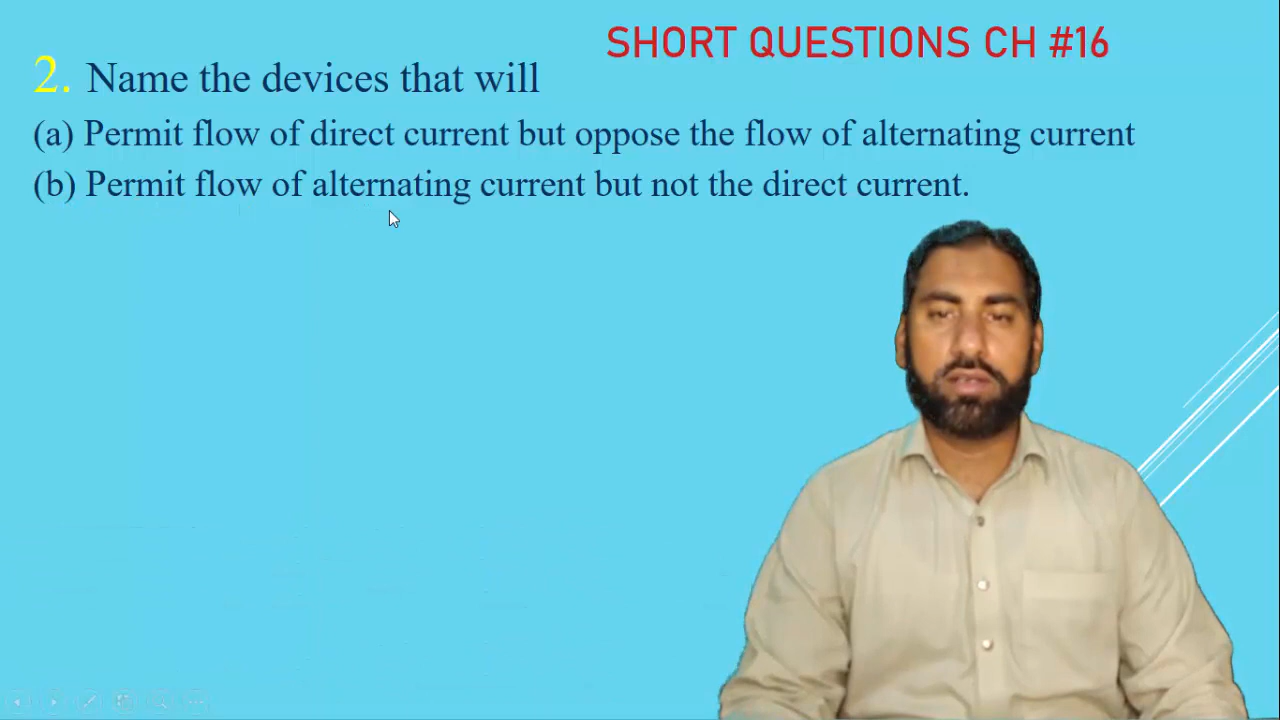 SHORT QUESTIONS CH #16
2. Name the devices that will
(a) Permit flow of direct current but oppose the flow of alternating current
(b) Permit flow of alternating current but not the direct current.